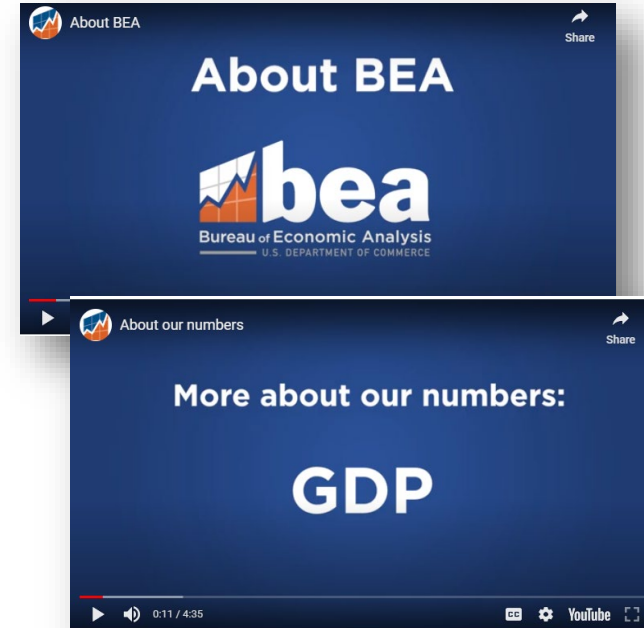 About BEA
Share
About BEA
bea
Bureau of Economic Analysis
U.S. DEPARTMENT OF COMMERCE
About our numbers
Share
More about our numbers:
GDP
0:11 / 4:35
CC
YouTube